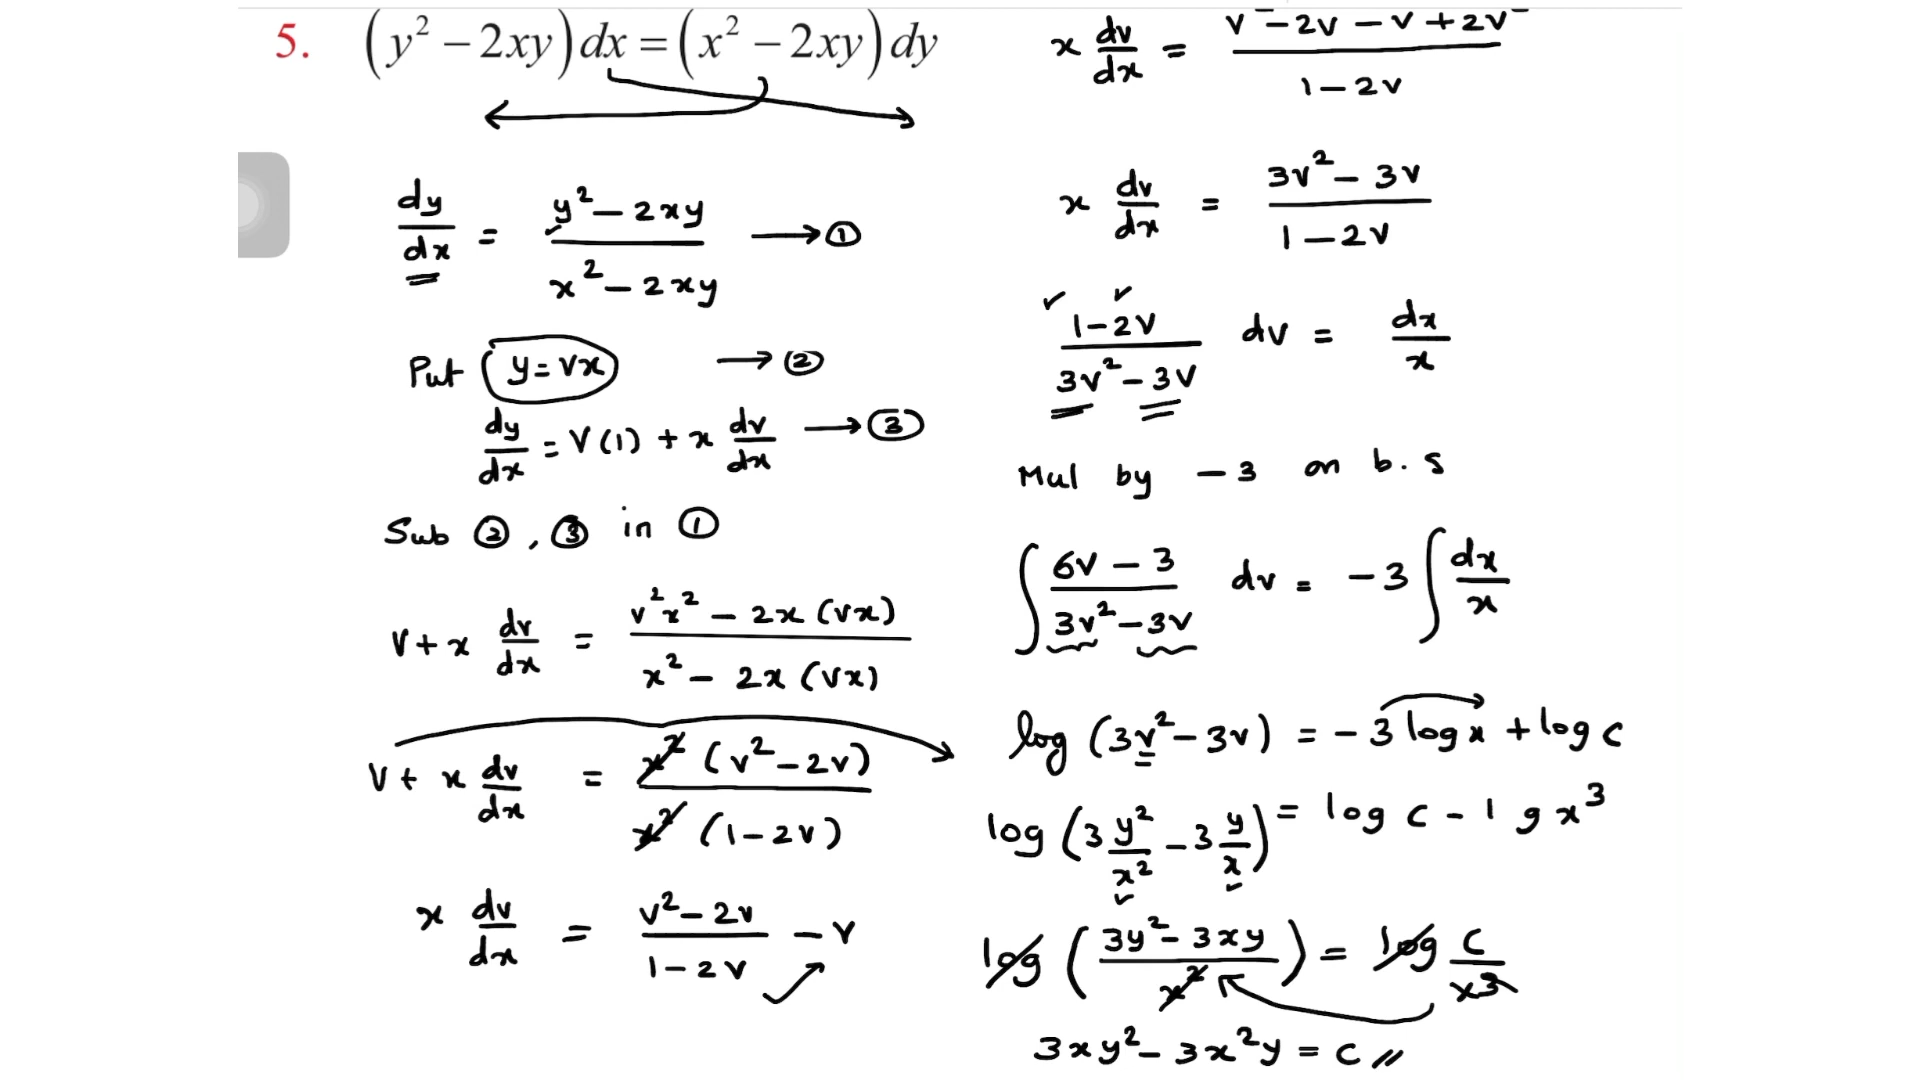 5. (y² – 2xy) dx = (x² – 2xy) dy
dy/dx = (y² – 2xy)/(x² – 2xy) → ①
Put y = vx → ②
dy/dx = v(1) + x dv/dx → ③
Sub ②, ③ in ①
v + x dv/dx = (v²x² – 2x(vx))/(x² – 2x(vx))
v + x dv/dx = x²(v² – 2v)/x²(1 – 2v)
x dv/dx = (v² – 2v)/(1 – 2v) – v
x dv/dx = (v² – 2v – v + 2v²)/(1 – 2v)
x dv/dx = (3v² – 3v)/(1 – 2v)
(1 – 2v)/(3v² – 3v) dv = dx/x
Mul by –3 on b.s
∫ (6v – 3)/(3v² – 3v) dv = –3 ∫ dx/x
log (3v² – 3v) = –3 log x + log c
log (3 y²/x² – 3 y/x) = log c – l g x³
log ((3y² – 3xy)/x²) = log c/x³
3xy² – 3x²y = c //